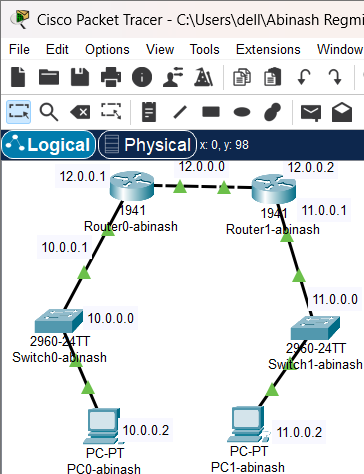 Cisco Packet Tracer - C:\Users\dell\Abinash Regmi
File Edit Options View Tools Extensions Window
Logical Physical x: 0, y: 98
12.0.0.0
12.0.0.1
12.0.0.2
1941
Router0-abinash
1941
Router1-abinash
11.0.0.1
10.0.0.1
11.0.0.0
10.0.0.0
2960-24TT
Switch0-abinash
2960-24TT
Switch1-abinash
10.0.0.2
11.0.0.2
PC-PT
PC0-abinash
PC-PT
PC1-abinash